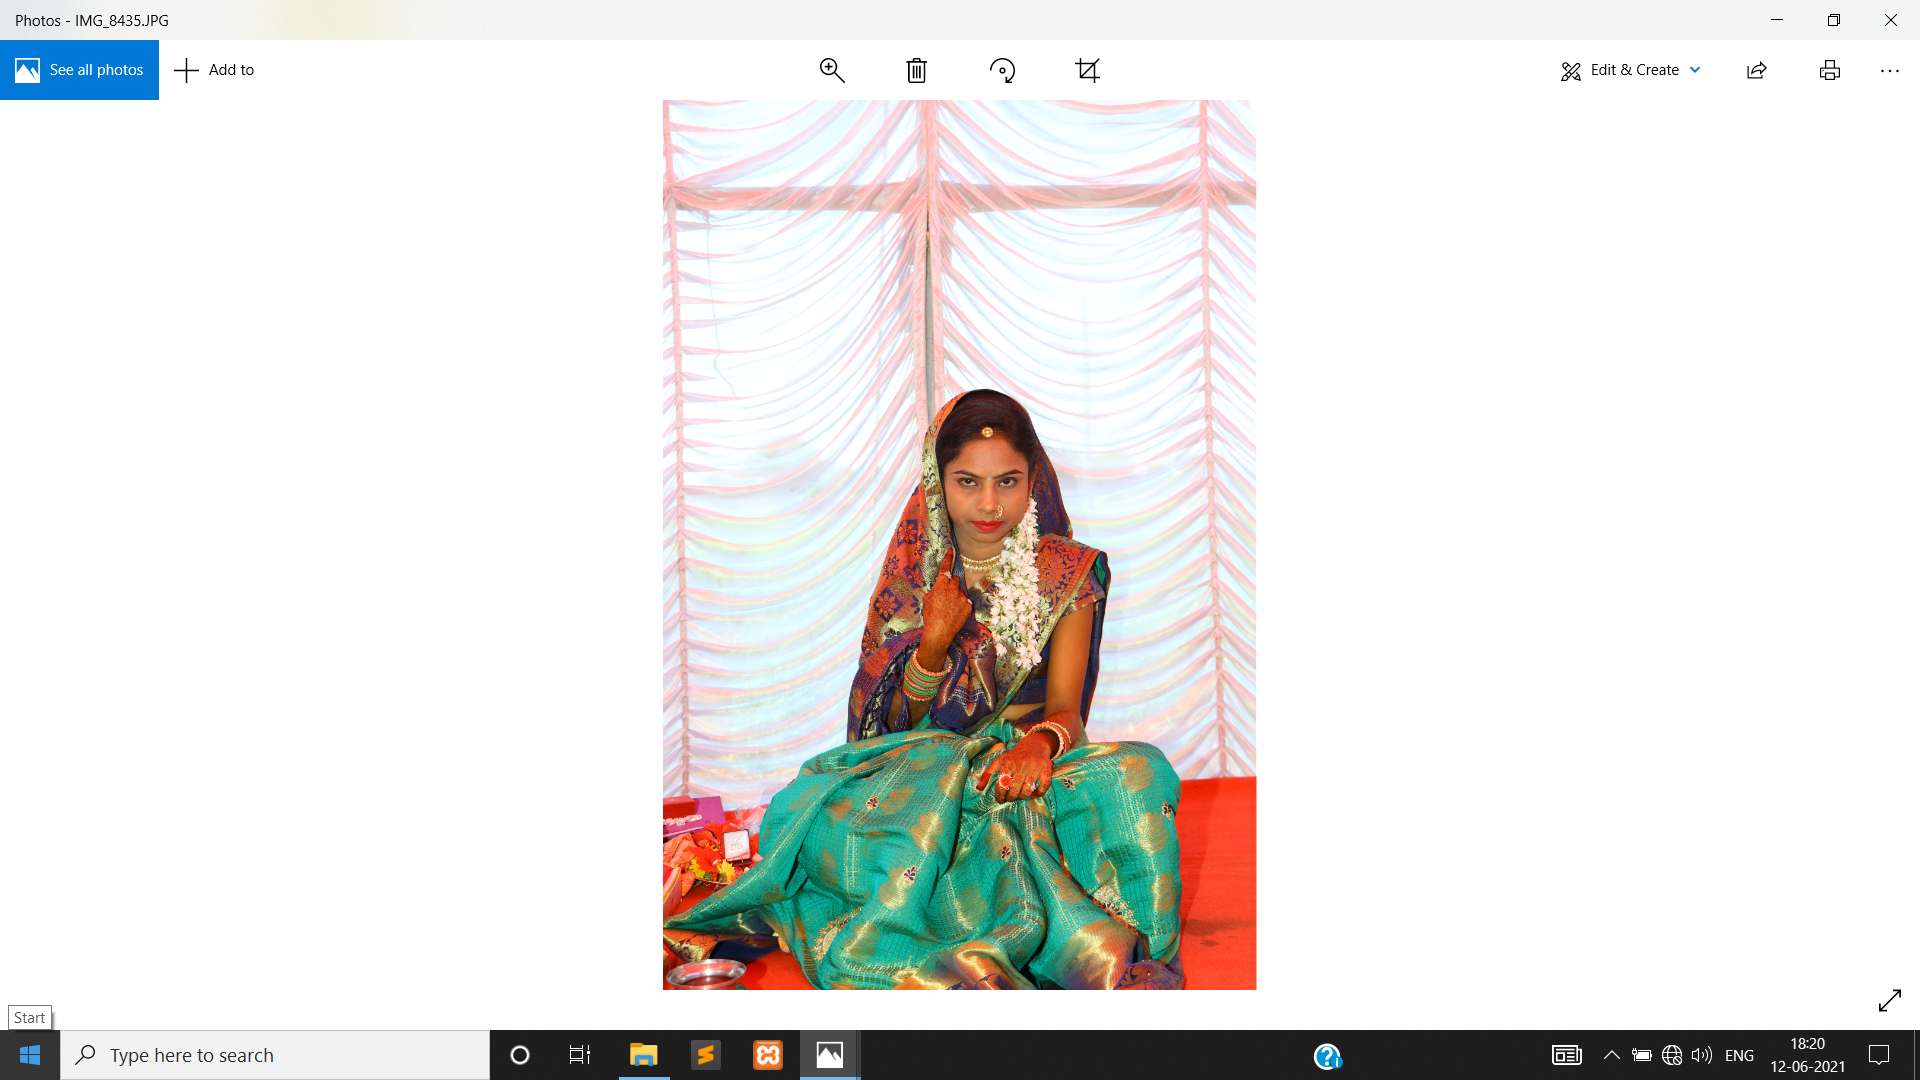 Photos - IMG_8435.JPG
See all photos
Add to
Edit & Create
Start
Type here to search
ENG
18:20
12-06-2021